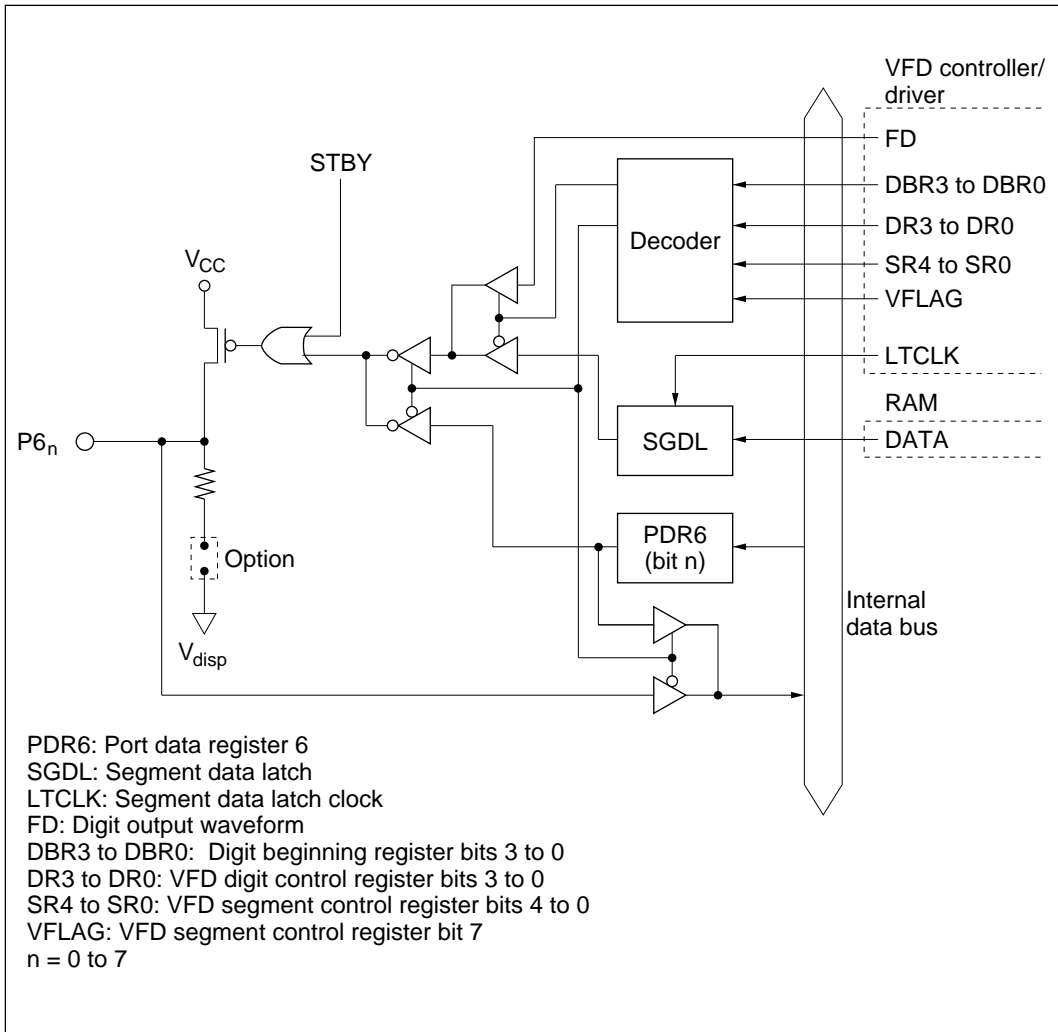 VFD controller/
driver
FD
STBY
DBR3 to DBR0
Decoder
DR3 to DR0
VCC
SR4 to SR0
VFLAG
LTCLK
RAM
P6n
SGDL
DATA
PDR6
(bit n)
Option
Internal
data bus
Vdisp
PDR6: Port data register 6
SGDL: Segment data latch
LTCLK: Segment data latch clock
FD: Digit output waveform
DBR3 to DBR0:  Digit beginning register bits 3 to 0
DR3 to DR0: VFD digit control register bits 3 to 0
SR4 to SR0: VFD segment control register bits 4 to 0
VFLAG: VFD segment control register bit 7
n = 0 to 7